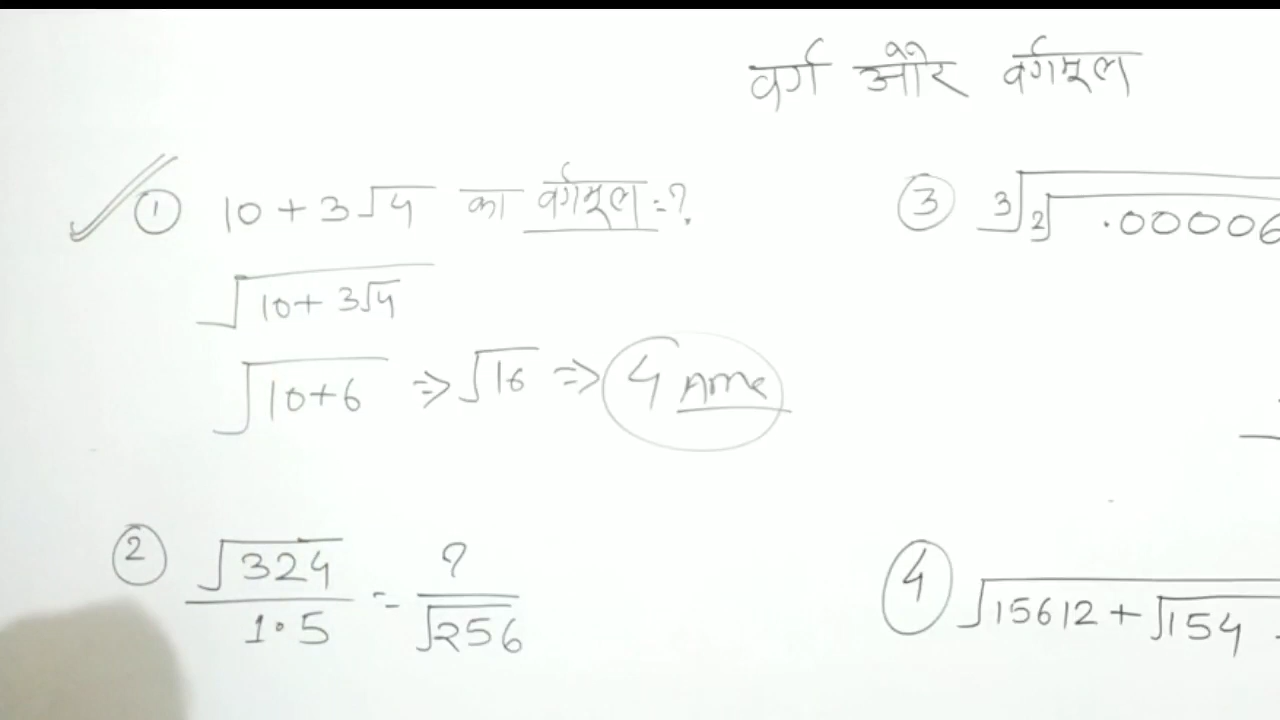 वर्ग और वर्गमूल
① 10 + 3√4 का वर्गमूल = ?
√(10 + 3√4)
√(10+6) ⇒ √16 ⇒ 4 Ans
② √324 / 1.5 = ? / √256
③ ³√ ²√ .00006
④ √15612 + √154